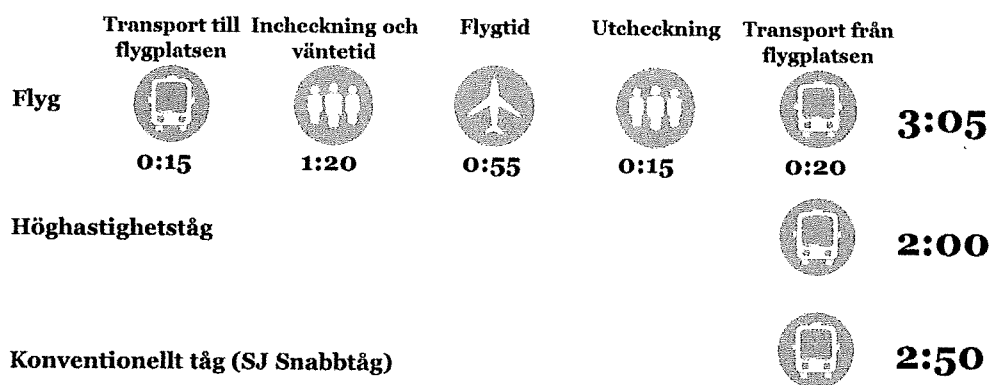 Transport till Incheckning och Flygtid Utcheckning Transport från
flygplatsen väntetid flygplatsen
Flyg 3:05
0:15 1:20 0:55 0:15 0:20
Höghastighetståg 2:00
Konventionellt tåg (SJ Snabbtåg) 2:50